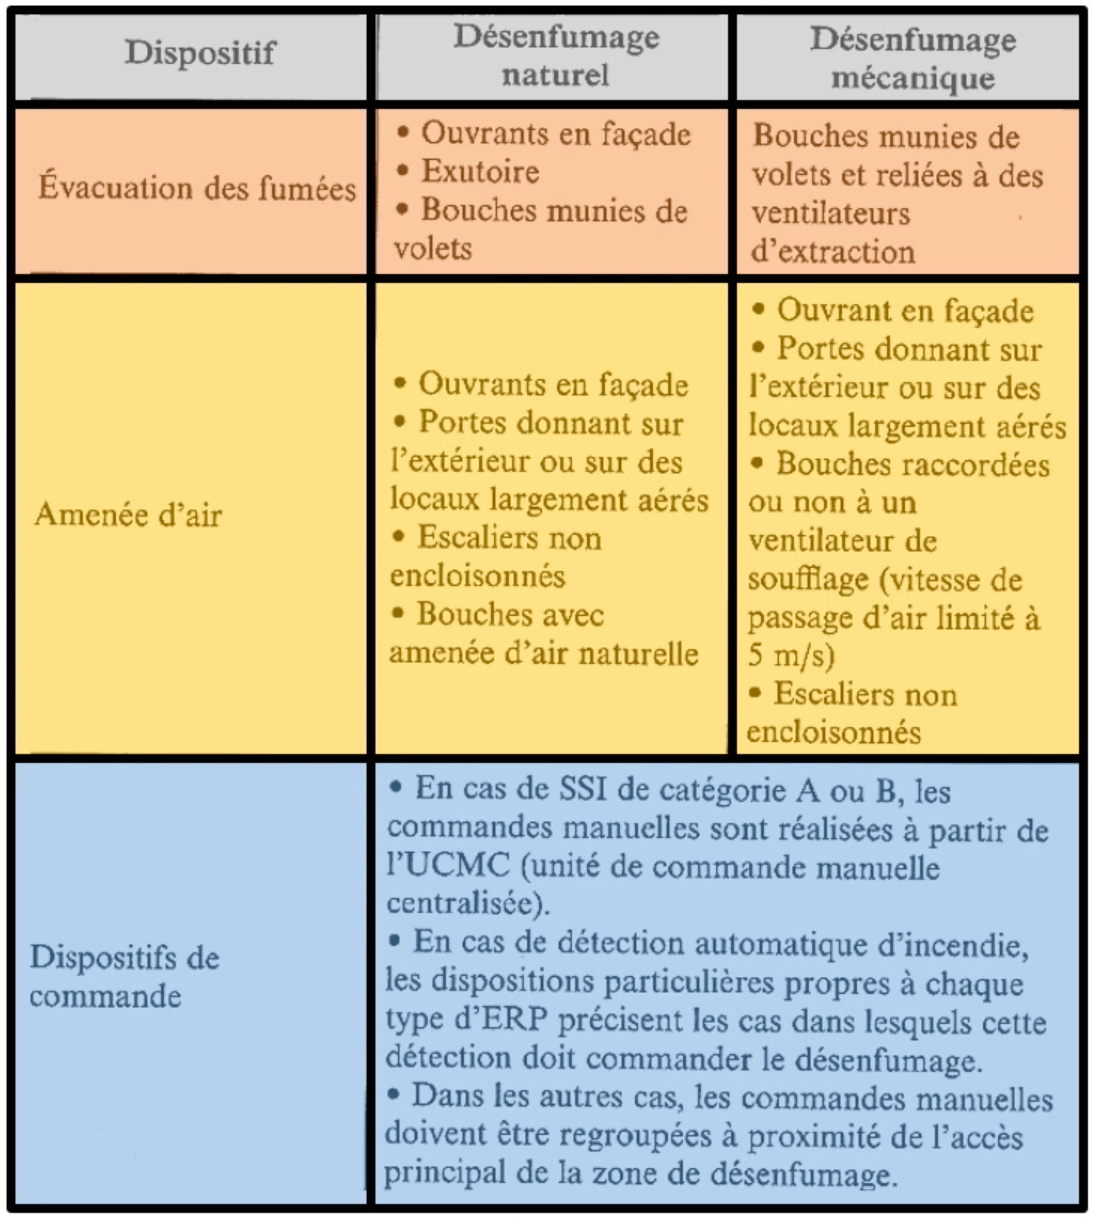 Dispositif
Désenfumage
naturel
Désenfumage
mécanique
Évacuation des fumées
• Ouvrants en façade
• Exutoire
• Bouches munies de
volets
Bouches munies de
volets et reliées à des
ventilateurs
d'extraction
Amenée d'air
• Ouvrants en façade
• Portes donnant sur
l'extérieur ou sur des
locaux largement aérés
• Escaliers non
encloisonnés
• Bouches avec
amenée d'air naturelle
• Ouvrant en façade
• Portes donnant sur
l'extérieur ou sur des
locaux largement aérés
• Bouches raccordées
ou non à un
ventilateur de
soufflage (vitesse de
passage d'air limité à
5 m/s)
• Escaliers non
encloisonnés
Dispositifs de
commande
• En cas de SSI de catégorie A ou B, les
commandes manuelles sont réalisées à partir de
l'UCMC (unité de commande manuelle
centralisée).
• En cas de détection automatique d'incendie,
les dispositions particulières propres à chaque
type d'ERP précisent les cas dans lesquels cette
détection doit commander le désenfumage.
• Dans les autres cas, les commandes manuelles
doivent être regroupées à proximité de l'accès
principal de la zone de désenfumage.